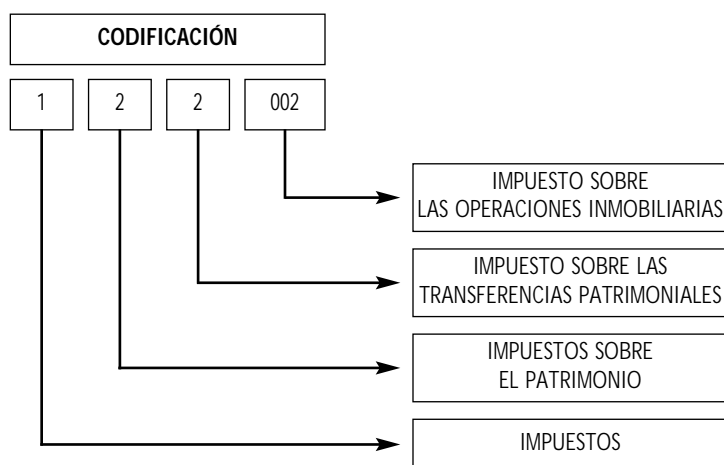 CODIFICACIÓN
1 2 2 002
IMPUESTO SOBRE
LAS OPERACIONES INMOBILIARIAS
IMPUESTO SOBRE LAS
TRANSFERENCIAS PATRIMONIALES
IMPUESTOS SOBRE
EL PATRIMONIO
IMPUESTOS